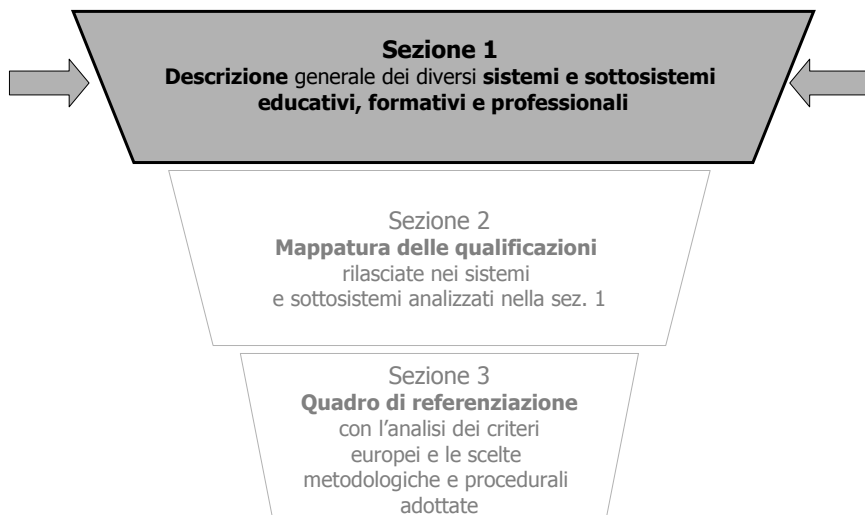 Sezione 1
Descrizione generale dei diversi sistemi e sottosistemi
educativi, formativi e professionali
Sezione 2
Mappatura delle qualificazioni
rilasciate nei sistemi
e sottosistemi analizzati nella sez. 1
Sezione 3
Quadro di referenziazione
con l’analisi dei criteri
europei e le scelte
metodologiche e procedurali
adottate